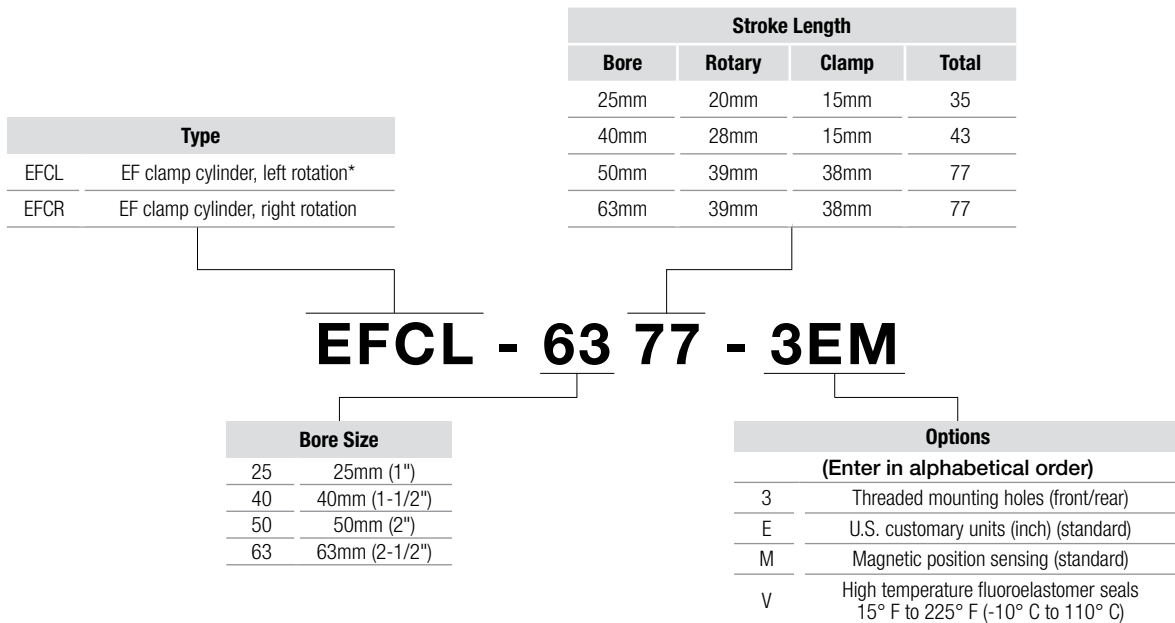 Stroke Length
Bore Rotary Clamp Total
25mm 20mm 15mm 35
40mm 28mm 15mm 43
50mm 39mm 38mm 77
63mm 39mm 38mm 77
Type
EFCL EF clamp cylinder, left rotation*
EFCR EF clamp cylinder, right rotation
EFCL - 63 77 - 3EM
Bore Size
25 25mm (1")
40 40mm (1-1/2")
50 50mm (2")
63 63mm (2-1/2")
Options
(Enter in alphabetical order)
3 Threaded mounting holes (front/rear)
E U.S. customary units (inch) (standard)
M Magnetic position sensing (standard)
V High temperature fluoroelastomer seals
15° F to 225° F (-10° C to 110° C)